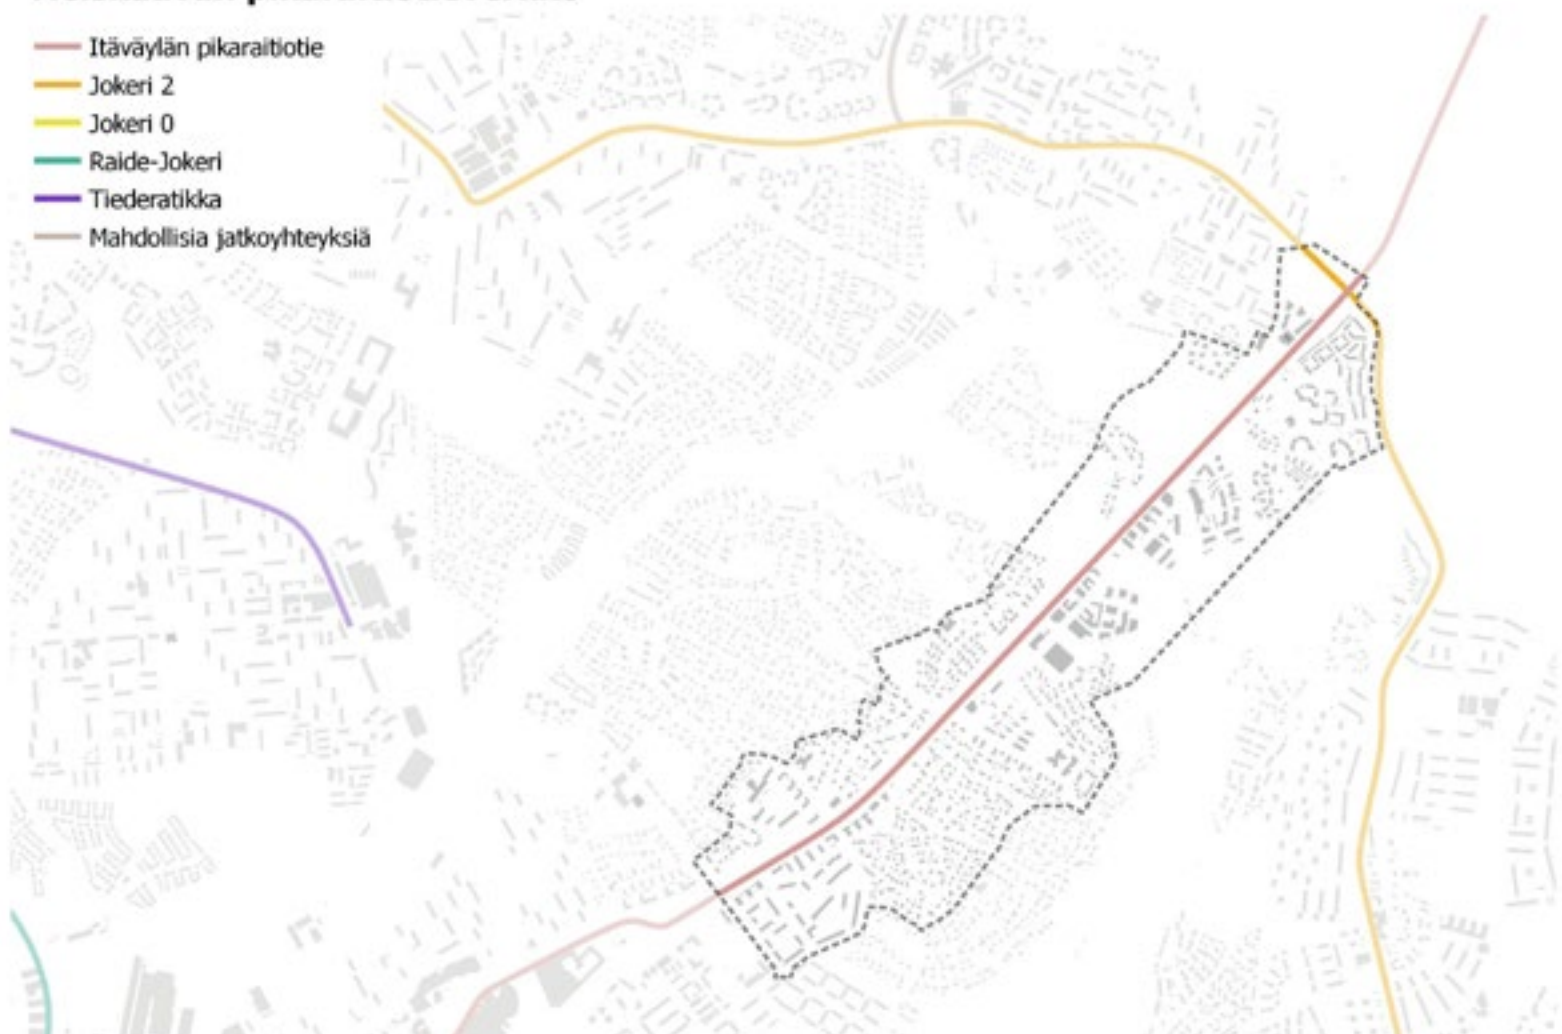 Itäväylän pikaraitiotie
Jokeri 2
Jokeri 0
Raide-Jokeri
Tiederatikka
Mahdollisia jatkoyhteyksiä